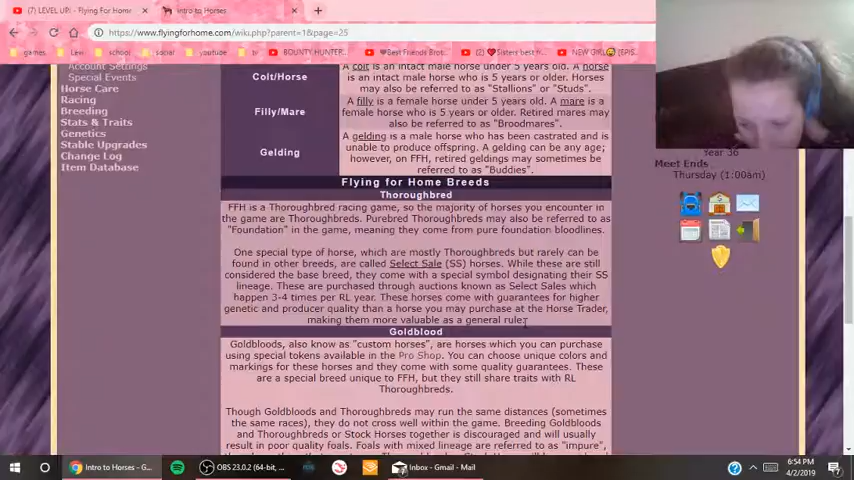 (7) LEVEL UP! - Flying For Home
Intro to Horses
https://www.flyingforhome.com/wiki.php?parent=1&page=25
games
Lew
school
social
youtube
BOUNTY HUNTER...
Best Friends Brot...
Sisters best frien...
NEW GIRL
Account Settings
Special Events
Horse Care
Racing
Breeding
Stats & Traits
Genetics
Stable Upgrades
Change Log
Item Database
Colt/Horse
A colt is an intact male horse under 5 years old. A horse
is an intact male horse who is 5 years or older. Horses
may also be referred to as "Stallions" or "Studs".
Filly/Mare
A filly is a female horse under 5 years old. A mare is a
female horse who is 5 years or older. Retired mares may
also be referred to as "Broodmares".
Gelding
A gelding is a male horse who has been castrated and is
unable to produce offspring. A gelding can be any age;
however, on FFH, retired geldings may sometimes be
referred to as "Buddies".
Flying for Home Breeds
Thoroughbred
FFH is a Thoroughbred racing game, so the majority of horses you encounter in
the game are Thoroughbreds. Purebred Thoroughbreds may also be referred to as
"Foundation" in the game, meaning they come from pure foundation bloodlines.
One special type of horse, which are mostly Thoroughbreds but rarely can be
found in other breeds, are called Select Sale (SS) horses. While these are still
considered the base breed, they come with a special symbol designating their SS
lineage. These are purchased through auctions known as Select Sales which
happen 3-4 times per RL year. These horses come with guarantees for higher
genetic and producer quality than a horse you may purchase at the Horse Trader,
making them more valuable as a general rule.
Goldblood
Goldbloods, also know as "custom horses", are horses which you can purchase
using special tokens available in the Pro Shop. You can choose unique colors and
markings for these horses and they come with some quality guarantees. These
are a special breed unique to FFH, but they still share traits with RL
Thoroughbreds.
Though Goldbloods and Thoroughbreds may run the same distances (sometimes
the same races), they do not cross well within the game. Breeding Goldbloods
and Thoroughbreds or Stock Horses together is discouraged and will usually
result in poor quality foals. Foals with mixed lineage are referred to as "impure",
Year 36
Meet Ends
Thursday (1:00am)
Intro to Horses - G...
OBS 23.0.2 (64-bit, ...
Inbox - Gmail - Mail
6:54 PM
4/2/2019